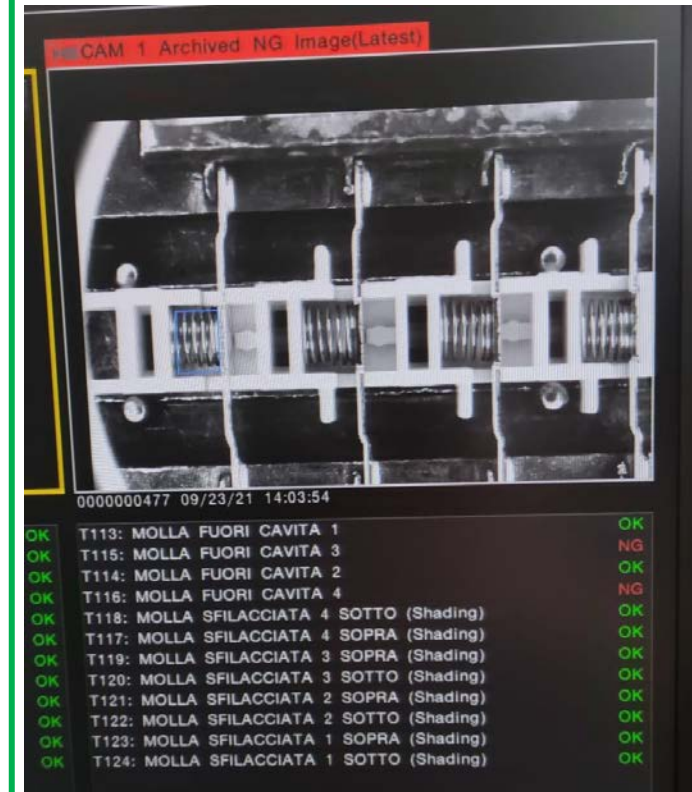 CAM 1 Archived NG Image(Latest)
0000000477 09/23/21 14:03:54
OK T113: MOLLA FUORI CAVITA 1 OK
OK T115: MOLLA FUORI CAVITA 3 NG
OK T114: MOLLA FUORI CAVITA 2 OK
OK T116: MOLLA FUORI CAVITA 4 NG
OK T118: MOLLA SFILACCIATA 4 SOTTO (Shading) OK
OK T117: MOLLA SFILACCIATA 4 SOPRA (Shading) OK
OK T119: MOLLA SFILACCIATA 3 SOPRA (Shading) OK
OK T120: MOLLA SFILACCIATA 3 SOTTO (Shading) OK
OK T121: MOLLA SFILACCIATA 2 SOPRA (Shading) OK
OK T122: MOLLA SFILACCIATA 2 SOTTO (Shading) OK
OK T123: MOLLA SFILACCIATA 1 SOPRA (Shading) OK
OK T124: MOLLA SFILACCIATA 1 SOTTO (Shading) OK